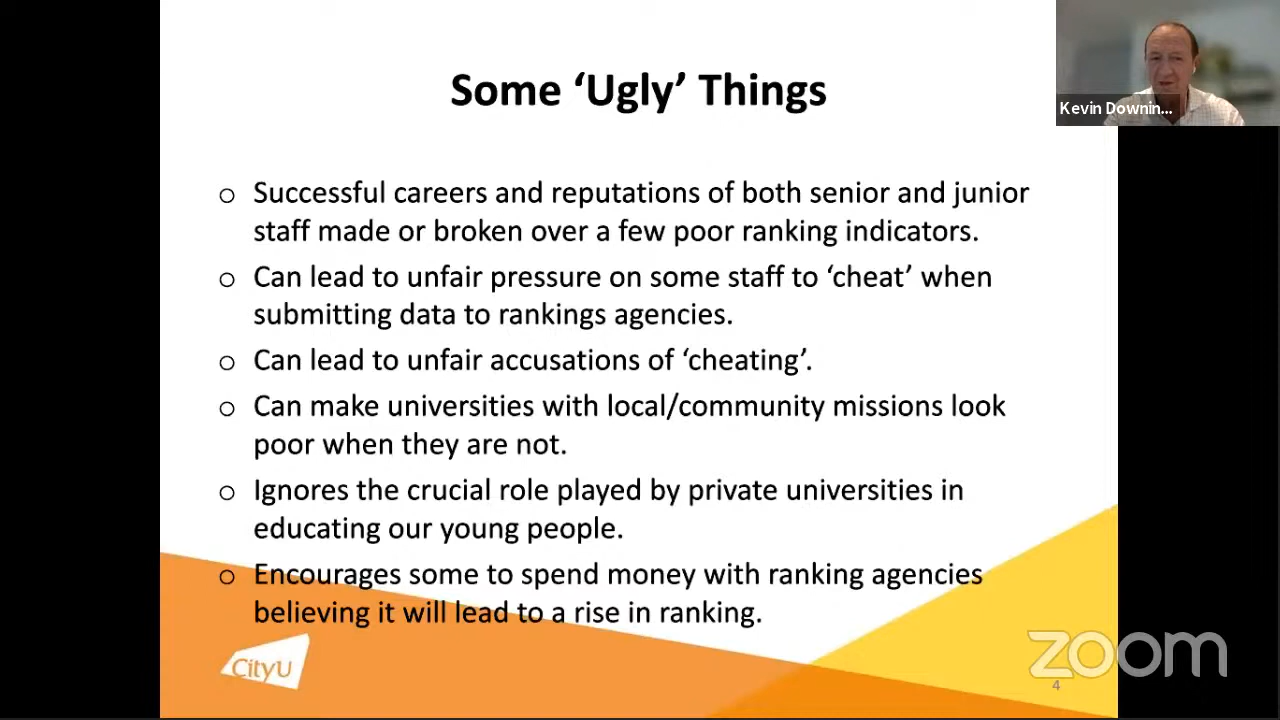 Some ‘Ugly’ Things
Kevin Downin...
o Successful careers and reputations of both senior and junior
staff made or broken over a few poor ranking indicators.
o Can lead to unfair pressure on some staff to ‘cheat’ when
submitting data to rankings agencies.
o Can lead to unfair accusations of ‘cheating’.
o Can make universities with local/community missions look
poor when they are not.
o Ignores the crucial role played by private universities in
educating our young people.
o Encourages some to spend money with ranking agencies
believing it will lead to a rise in ranking.
CityU
zoom
4